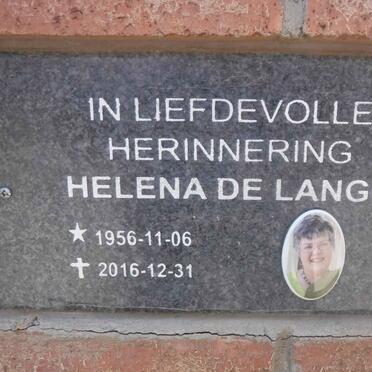 IN LIEFDEVOLLE
HERINNERING
HELENA DE LANG
★ 1956-11-06
✝ 2016-12-31